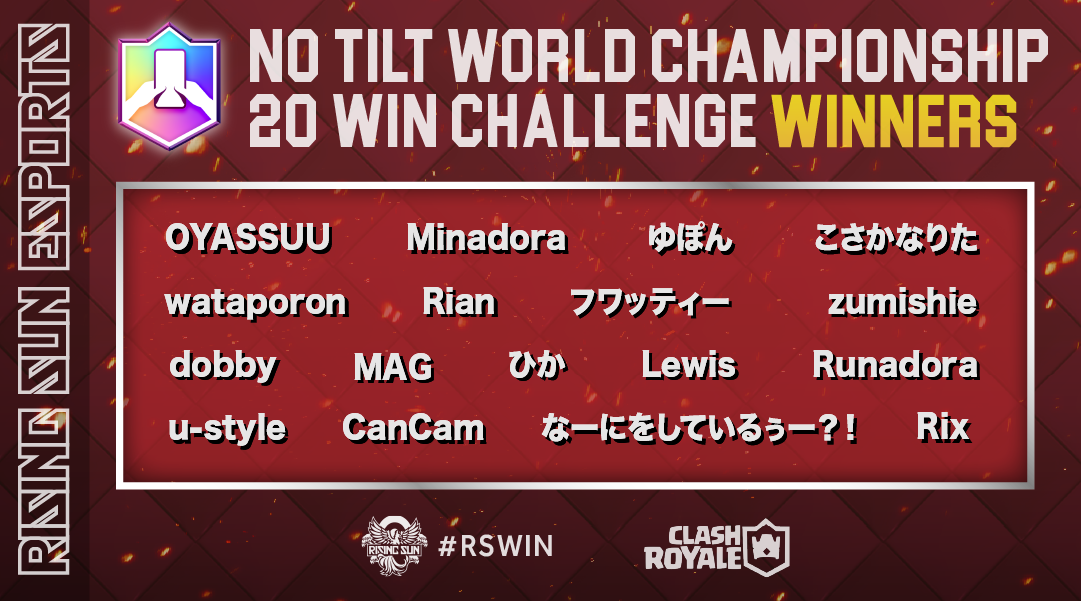 RISING SUN ESPORTS
NO TILT WORLD CHAMPIONSHIP
20 WIN CHALLENGE WINNERS
OYASSUU Minadora ゆぽん こさかなりた
wataporon Rian フワッティー zumishie
dobby MAG ひか Lewis Runadora
u-style CanCam なーにをしているぅー?! Rix
RISING SUN #RSWIN CLASH ROYALE